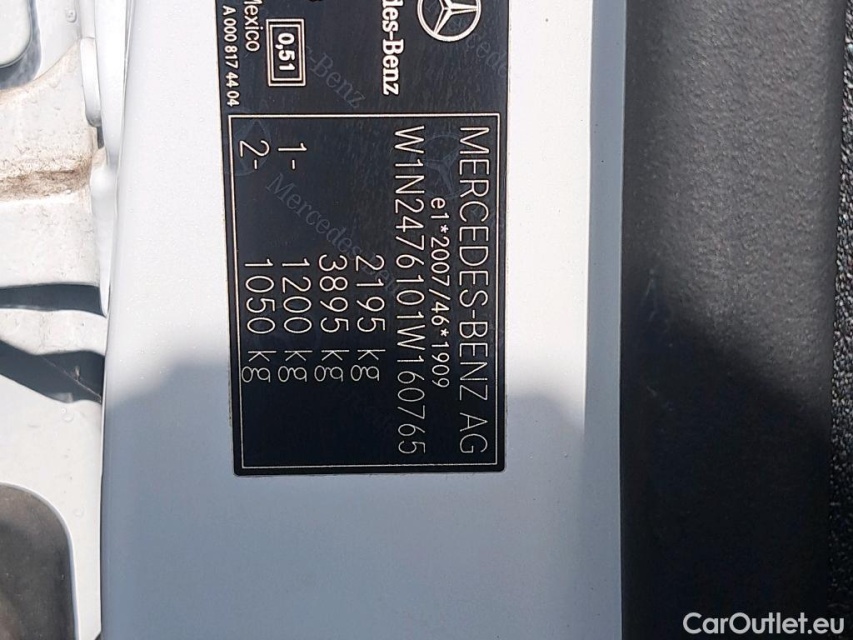 des-Benz
Mexico
A 000 817 44 04
0,51
MERCEDES-BENZ AG
e1*2007/46*1909
W1N2476101W160765
2195 kg
3895 kg
1- 1200 kg
2- 1050 kg
CarOutlet.eu